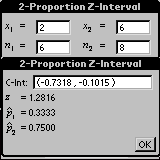 2-Proportion Z-Interval
x₁ = 2 x₂ = 6
n₁ = 6 n₂ = 8
2-Proportion Z-Interval
C-Int: (-0.7318, -0.1015)
z = 1.2816
p̂₁ = 0.3333
p̂₂ = 0.7500
OK